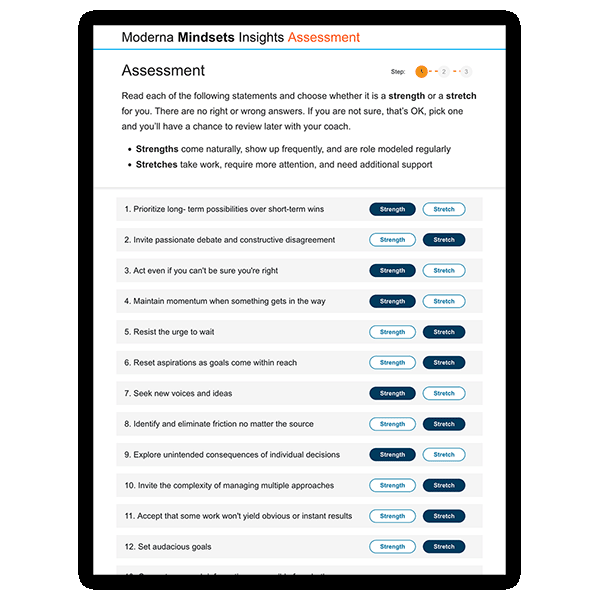 Moderna Mindsets Insights Assessment
Assessment
Step: 1 2 3
Read each of the following statements and choose whether it is a strength or a stretch
for you. There are no right or wrong answers. If you are not sure, that's OK, pick one
and you'll have a chance to review later with your coach.
• Strengths come naturally, show up frequently, and are role modeled regularly
• Stretches take work, require more attention, and need additional support
1. Prioritize long- term possibilities over short-term wins Strength Stretch
2. Invite passionate debate and constructive disagreement Strength Stretch
3. Act even if you can't be sure you're right Strength Stretch
4. Maintain momentum when something gets in the way Strength Stretch
5. Resist the urge to wait Strength Stretch
6. Reset aspirations as goals come within reach Strength Stretch
7. Seek new voices and ideas Strength Stretch
8. Identify and eliminate friction no matter the source Strength Stretch
9. Explore unintended consequences of individual decisions Strength Stretch
10. Invite the complexity of managing multiple approaches Strength Stretch
11. Accept that some work won't yield obvious or instant results Strength Stretch
12. Set audacious goals Strength Stretch